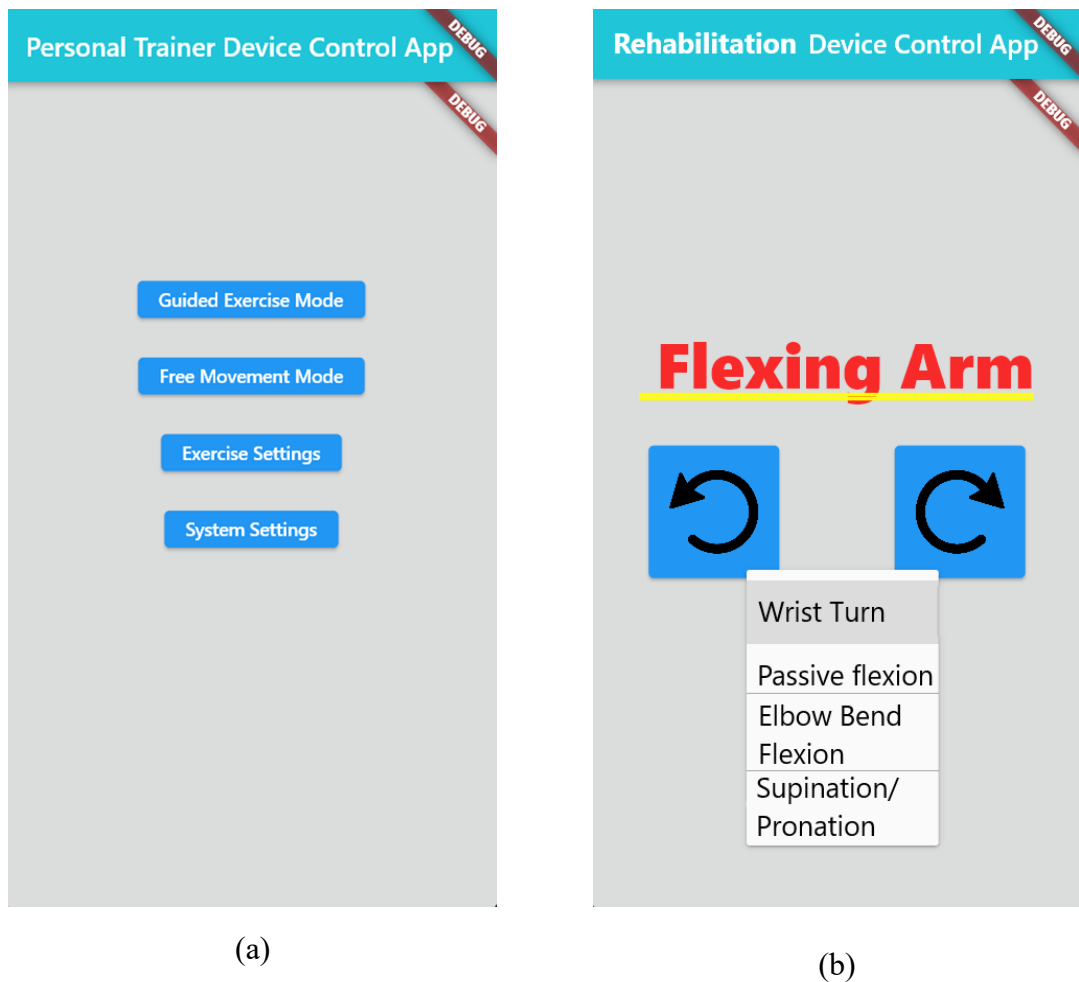 Personal Trainer Device Control App
DEBUG
DEBUG
Guided Exercise Mode
Free Movement Mode
Exercise Settings
System Settings
(a)
Rehabilitation Device Control App
DEBUG
DEBUG
Flexing Arm
Wrist Turn
Passive flexion
Elbow Bend
Flexion
Supination/
Pronation
(b)